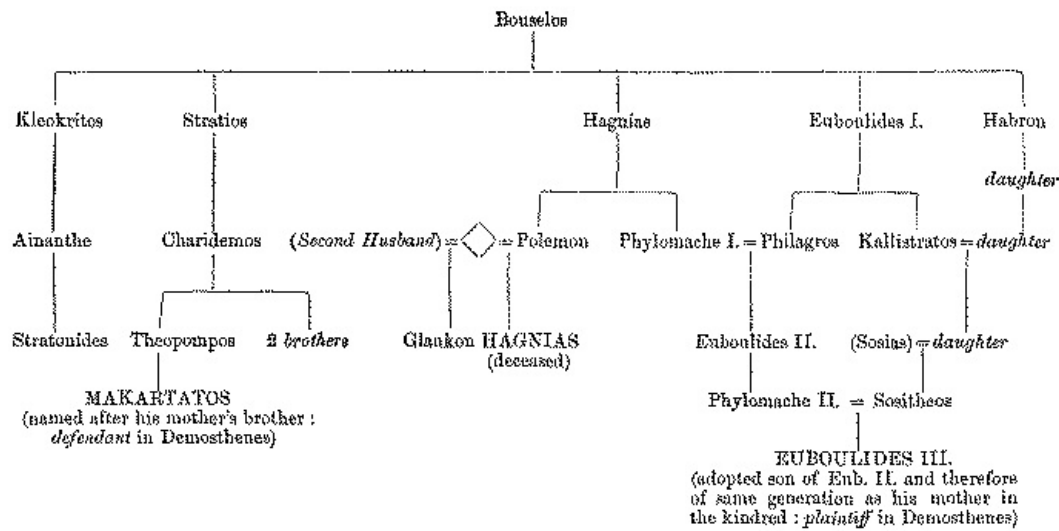 Bouselos
Kleokritos Stratios Hagnias Euboulides I. Habron
daughter
Ainanthe Charidemos (Second Husband) = = Polemon Phylomache I. = Philagros Kallistratos = daughter
Stratonides Theopompos 2 brothers Glaukon HAGNIAS Euboulides II. (Sosias) = daughter
(deceased)
MAKARTATOS Phylomache II. = Sositheos
(named after his mother's brother :
defendant in Demosthenes)
EUBOULIDES III.
(adopted son of Eub. II. and therefore
of same generation as his mother in
the kindred : plaintiff in Demosthenes)